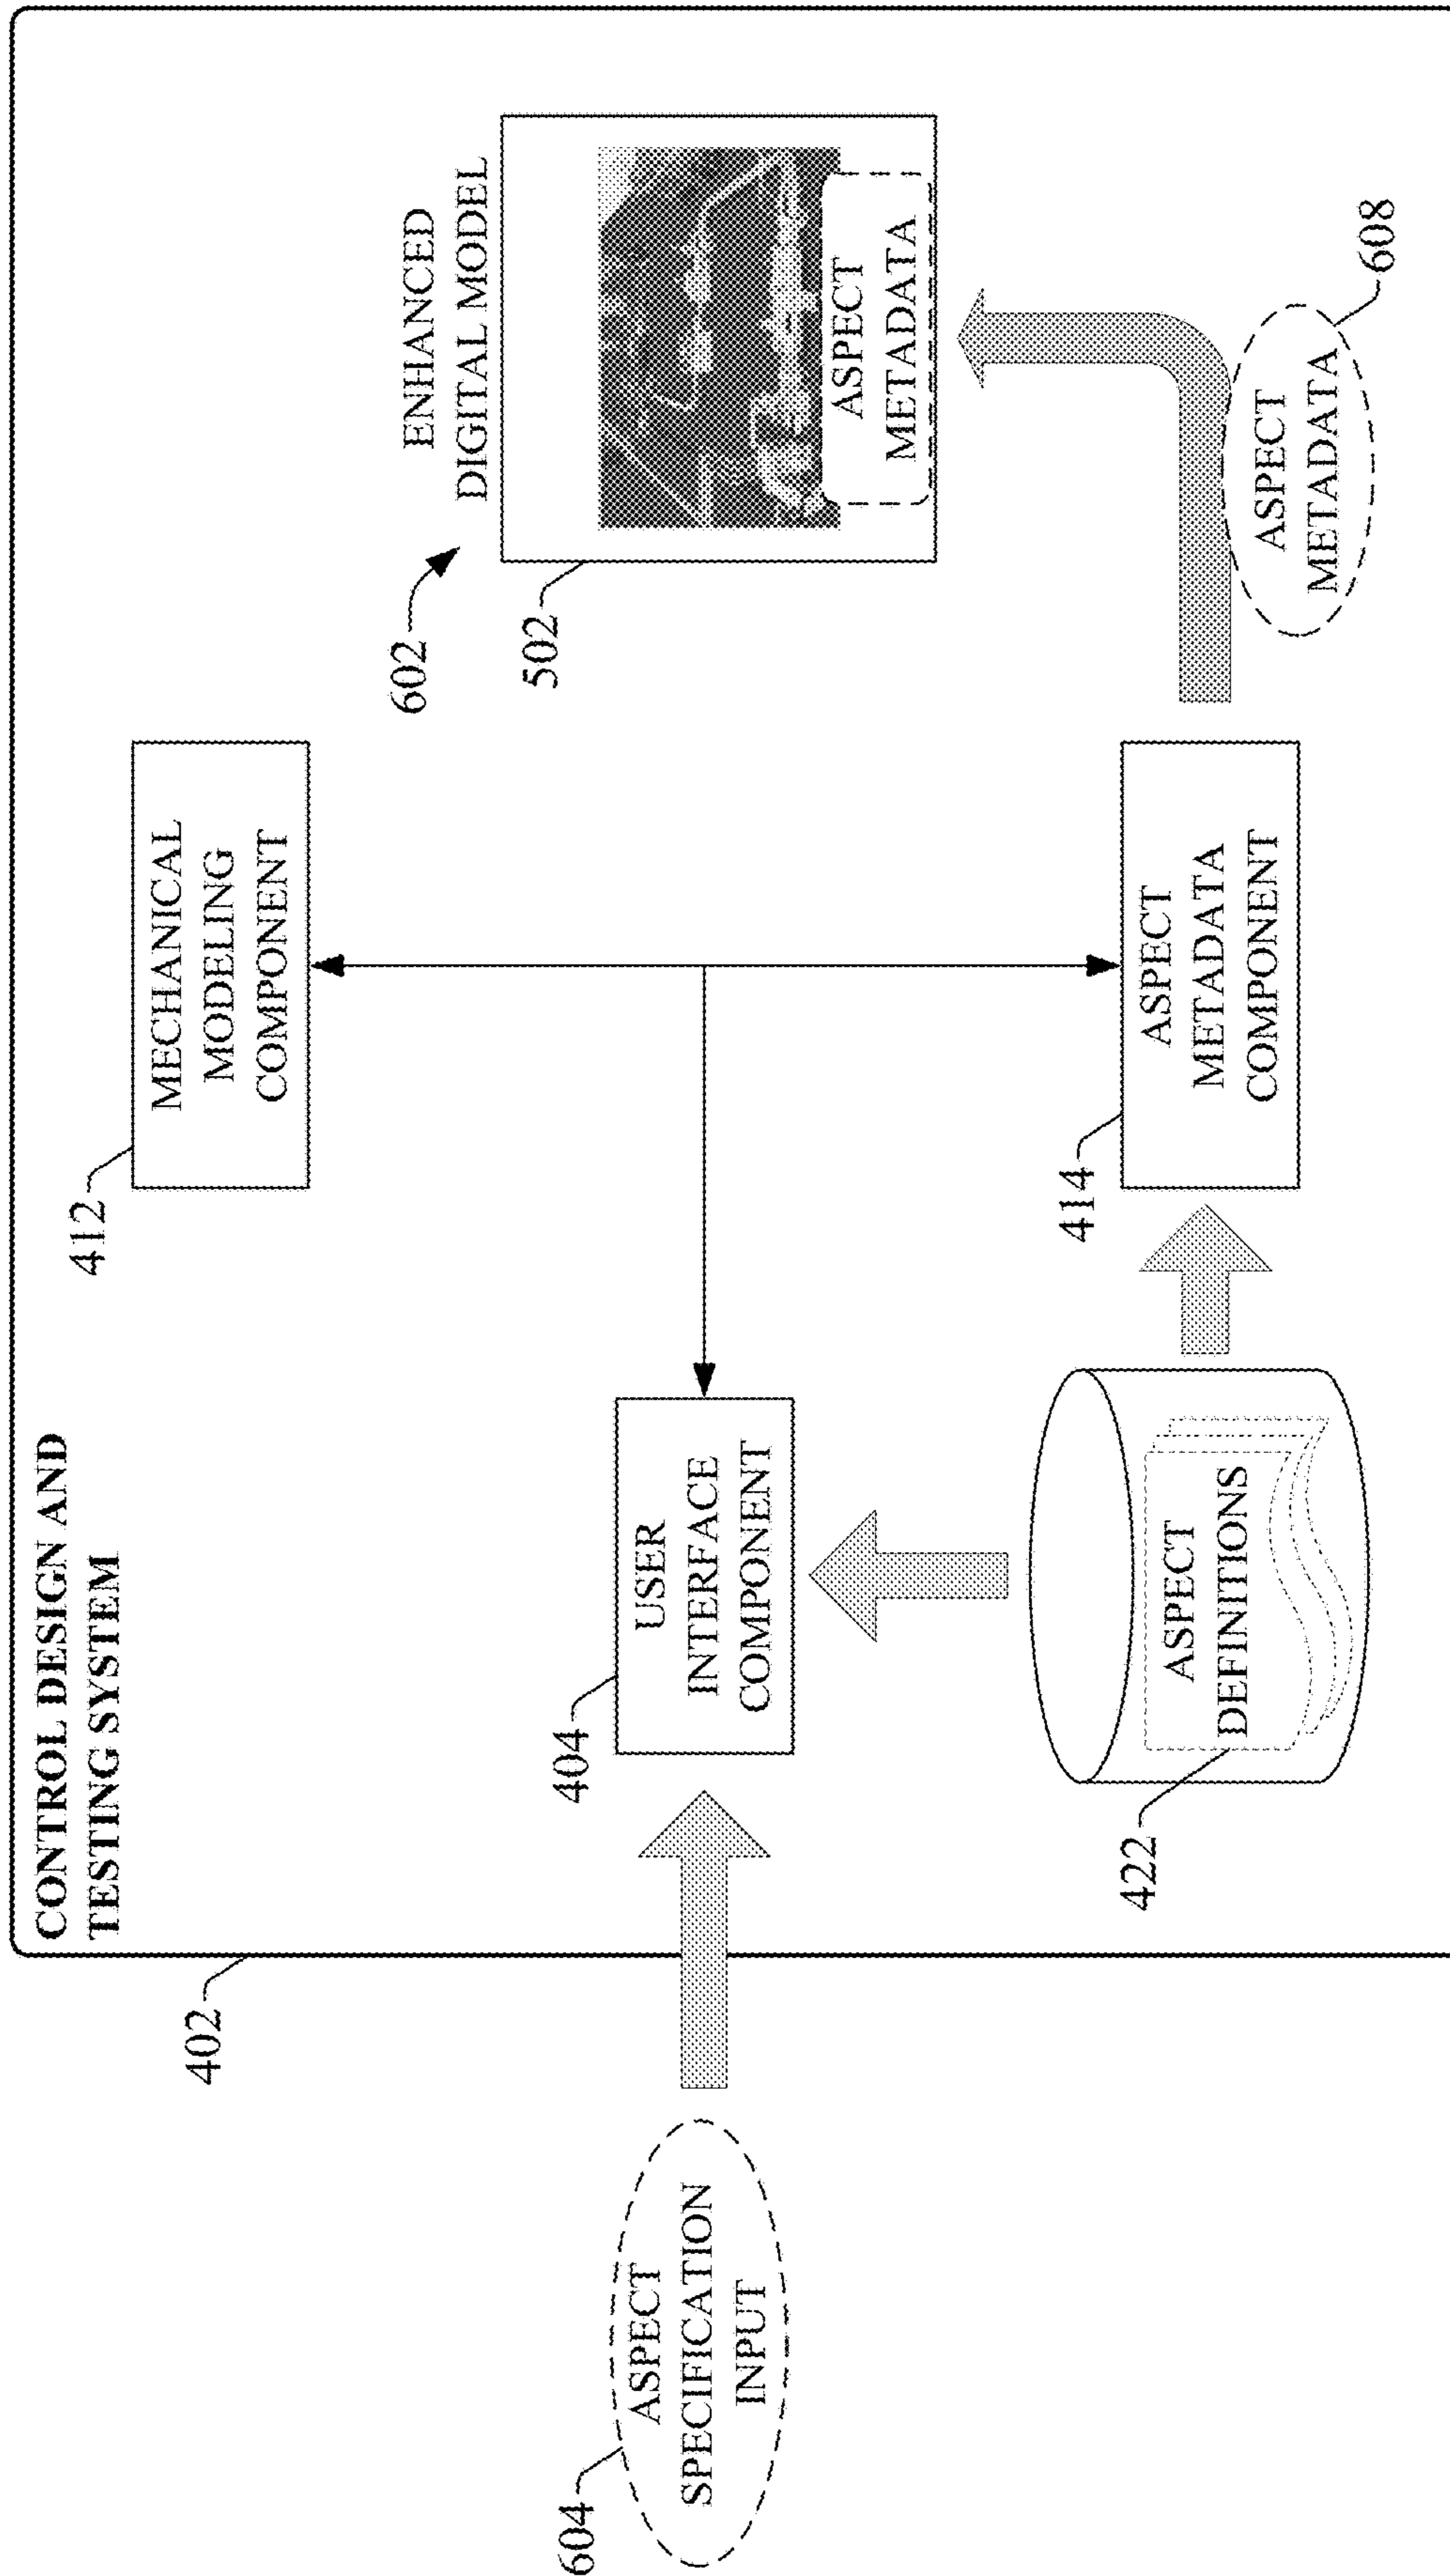 CONTROL DESIGN AND
TESTING SYSTEM
402
412
MECHANICAL
MODELING
COMPONENT
ENHANCED
DIGITAL MODEL
602
502
ASPECT
METADATA
604
ASPECT
SPECIFICATION
INPUT
404
USER
INTERFACE
COMPONENT
422
ASPECT
DEFINITIONS
414
ASPECT
METADATA
COMPONENT
ASPECT
METADATA
608